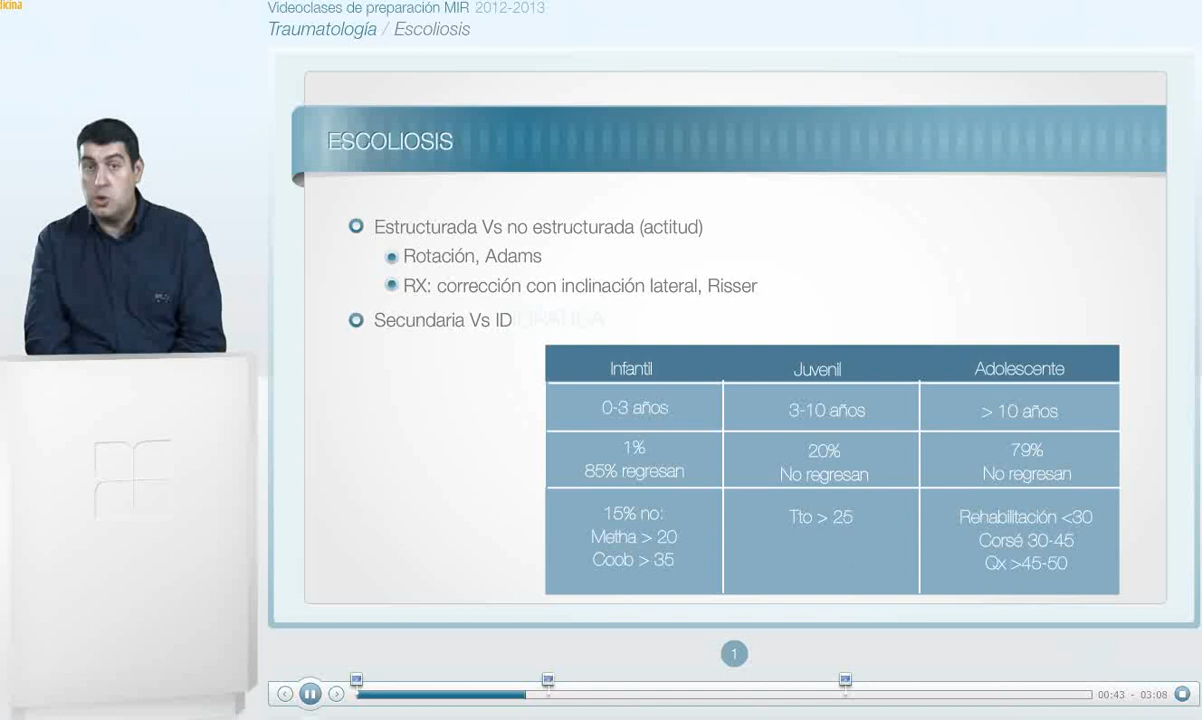 Videoclases de preparación MIR 2012-2013
Traumatología / Escoliosis
ESCOLIOSIS
Estructurada Vs no estructurada (actitud)
Rotación, Adams
RX: corrección con inclinación lateral, Risser
Secundaria Vs ID
Infantil Juvenil Adolescente
0-3 años 3-10 años > 10 años
1% 20% 79%
85% regresan No regresan No regresan
15% no: Tto > 25 Rehabilitación <30
Metha > 20 Corsé 30-45
Coob > 35 Qx >45-50
1
00:43 - 03:08